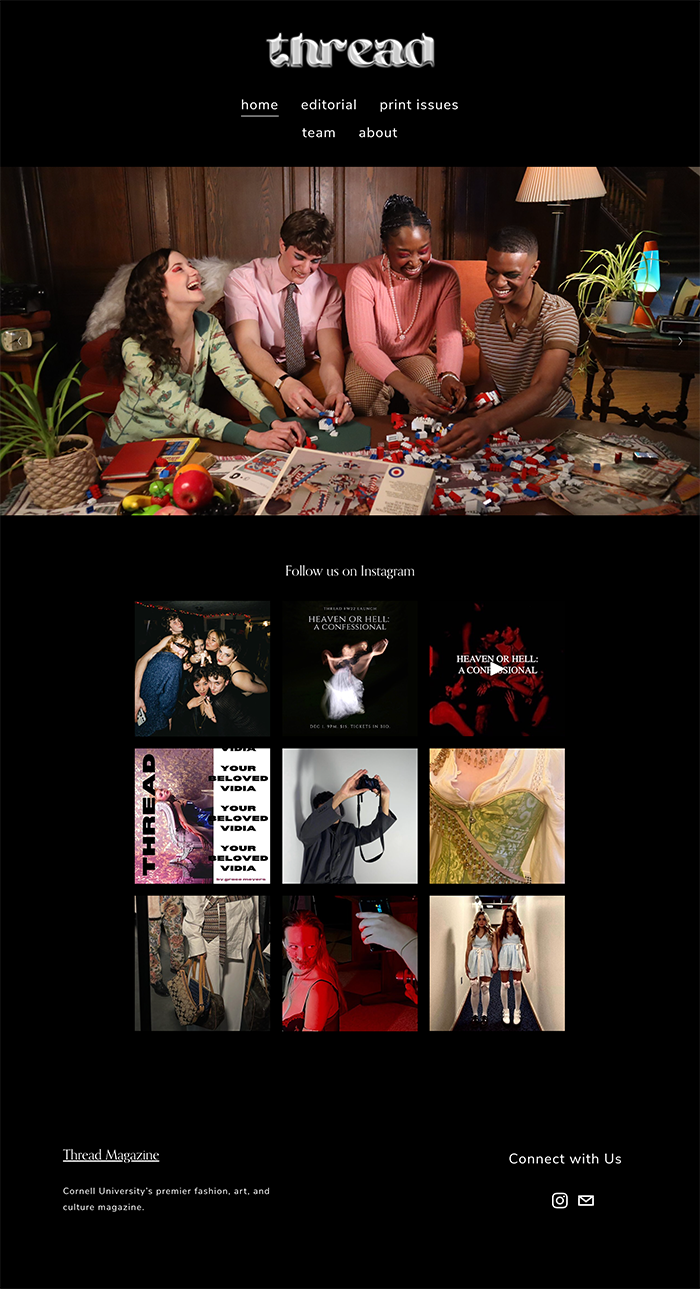 thread
home editorial print issues
team about
Follow us on Instagram
THREAD FW22 LAUNCH
HEAVEN OR HELL:
A CONFESSIONAL
DEC 1. 9PM. $11. TICKETS IN BIO.
HEAVEN OR HELL:
A CONFESSIONAL
THREAD
VIDIA
YOUR
BELOVED
VIDIA
YOUR
BELOVED
VIDIA
YOUR
BELOVED
VIDIA
by grace meyers
Thread Magazine
Cornell University's premier fashion, art, and
culture magazine.
Connect with Us